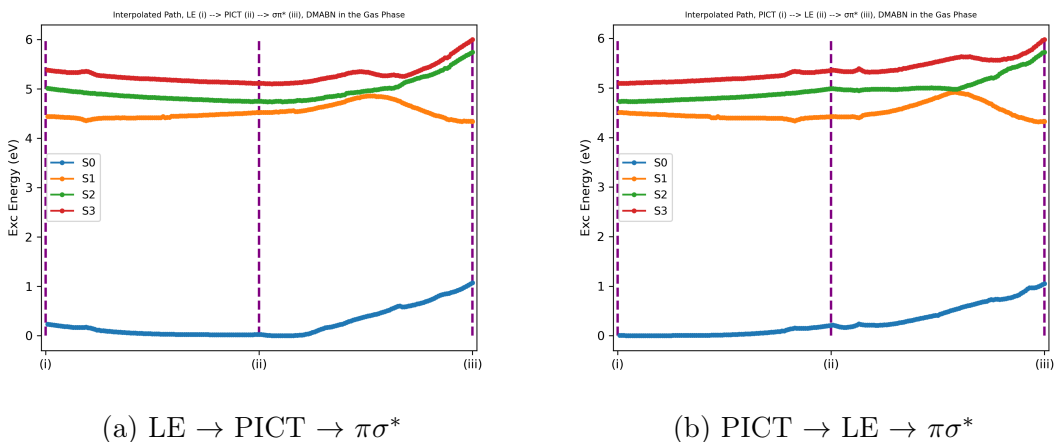 Interpolated Path, LE (i) --> PICT (ii) --> σπ* (iii), DMABN in the Gas Phase
6
5
4
3
2
1
0
Exc Energy (eV)
S0
S1
S2
S3
(i)
(ii)
(iii)
(a) LE → PICT → πσ*
Interpolated Path, PICT (i) --> LE (ii) --> σπ* (iii), DMABN in the Gas Phase
6
5
4
3
2
1
0
Exc Energy (eV)
S0
S1
S2
S3
(i)
(ii)
(iii)
(b) PICT → LE → πσ*